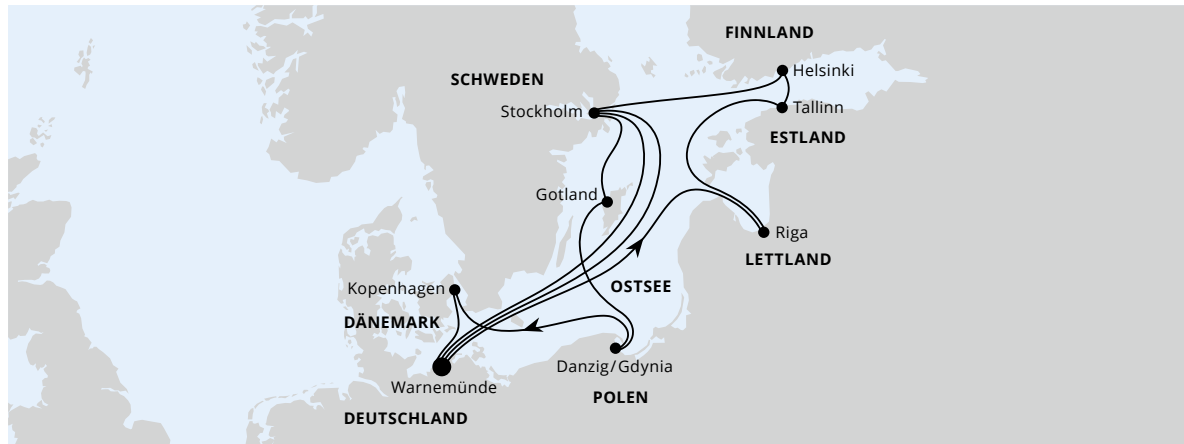 FINNLAND
Helsinki
SCHWEDEN
Stockholm
Tallinn
ESTLAND
Gotland
Riga
LETTLAND
Kopenhagen
OSTSEE
DÄNEMARK
Danzig/Gdynia
Warnemünde
POLEN
DEUTSCHLAND